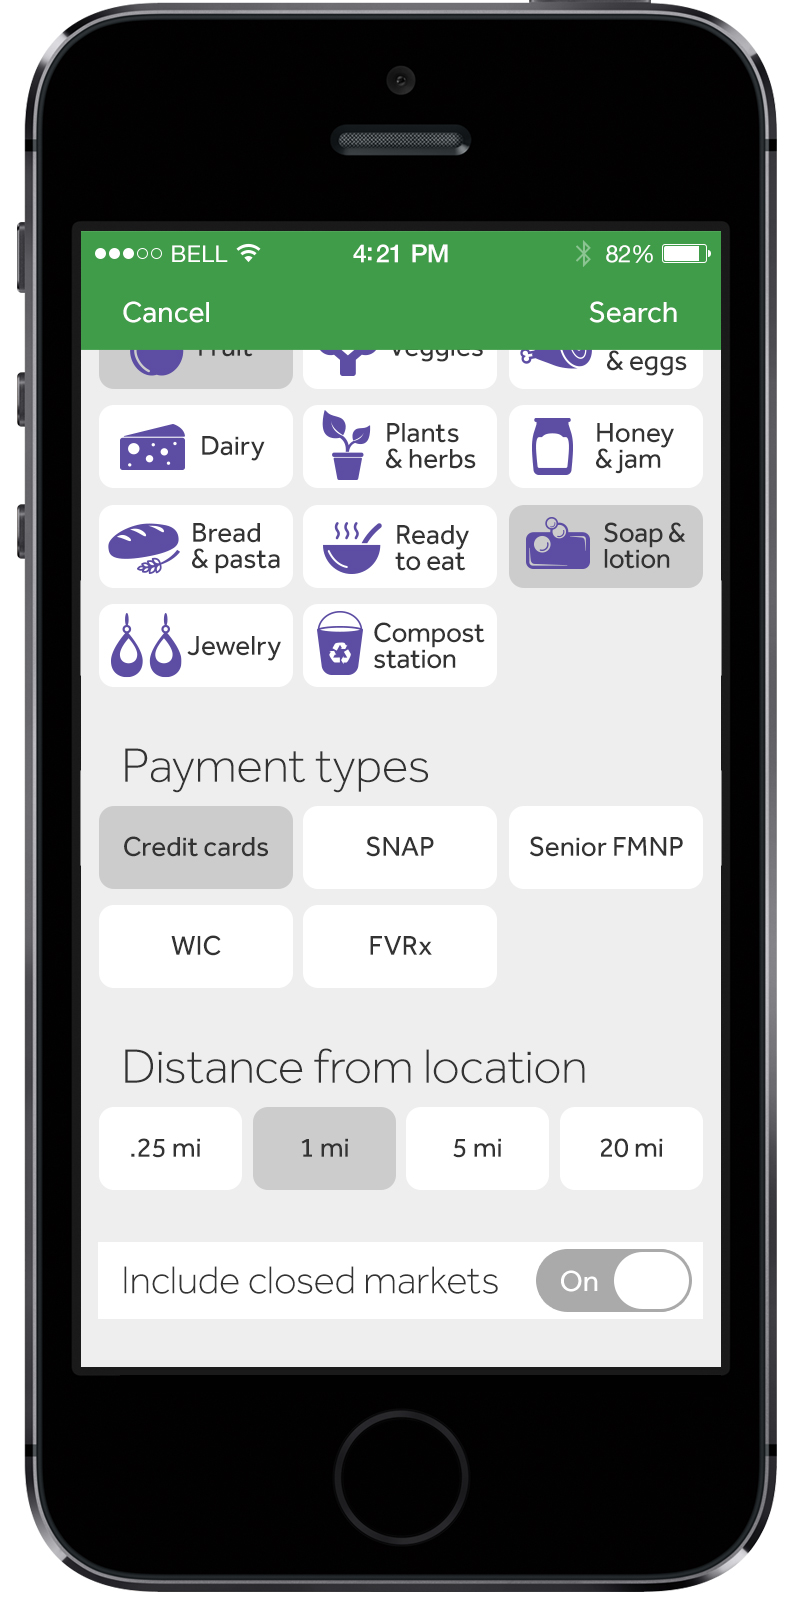 BELL 4:21 PM 82%
Cancel Search
Fruit Veggies & eggs
Dairy
Plants
& herbs
Honey
& jam
Bread
& pasta
Ready
to eat
Soap &
lotion
Jewelry
Compost
station
Payment types
Credit cards SNAP Senior FMNP
WIC FVRx
Distance from location
.25 mi 1 mi 5 mi 20 mi
Include closed markets On